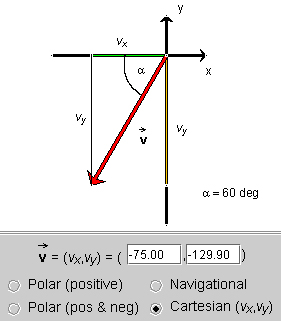 y
vx
α
x
vy
v
vy
α = 60 deg
v = (vx,vy) = ( -75.00 , -129.90 )
Polar (positive) Navigational
Polar (pos & neg) Cartesian (vx,vy)